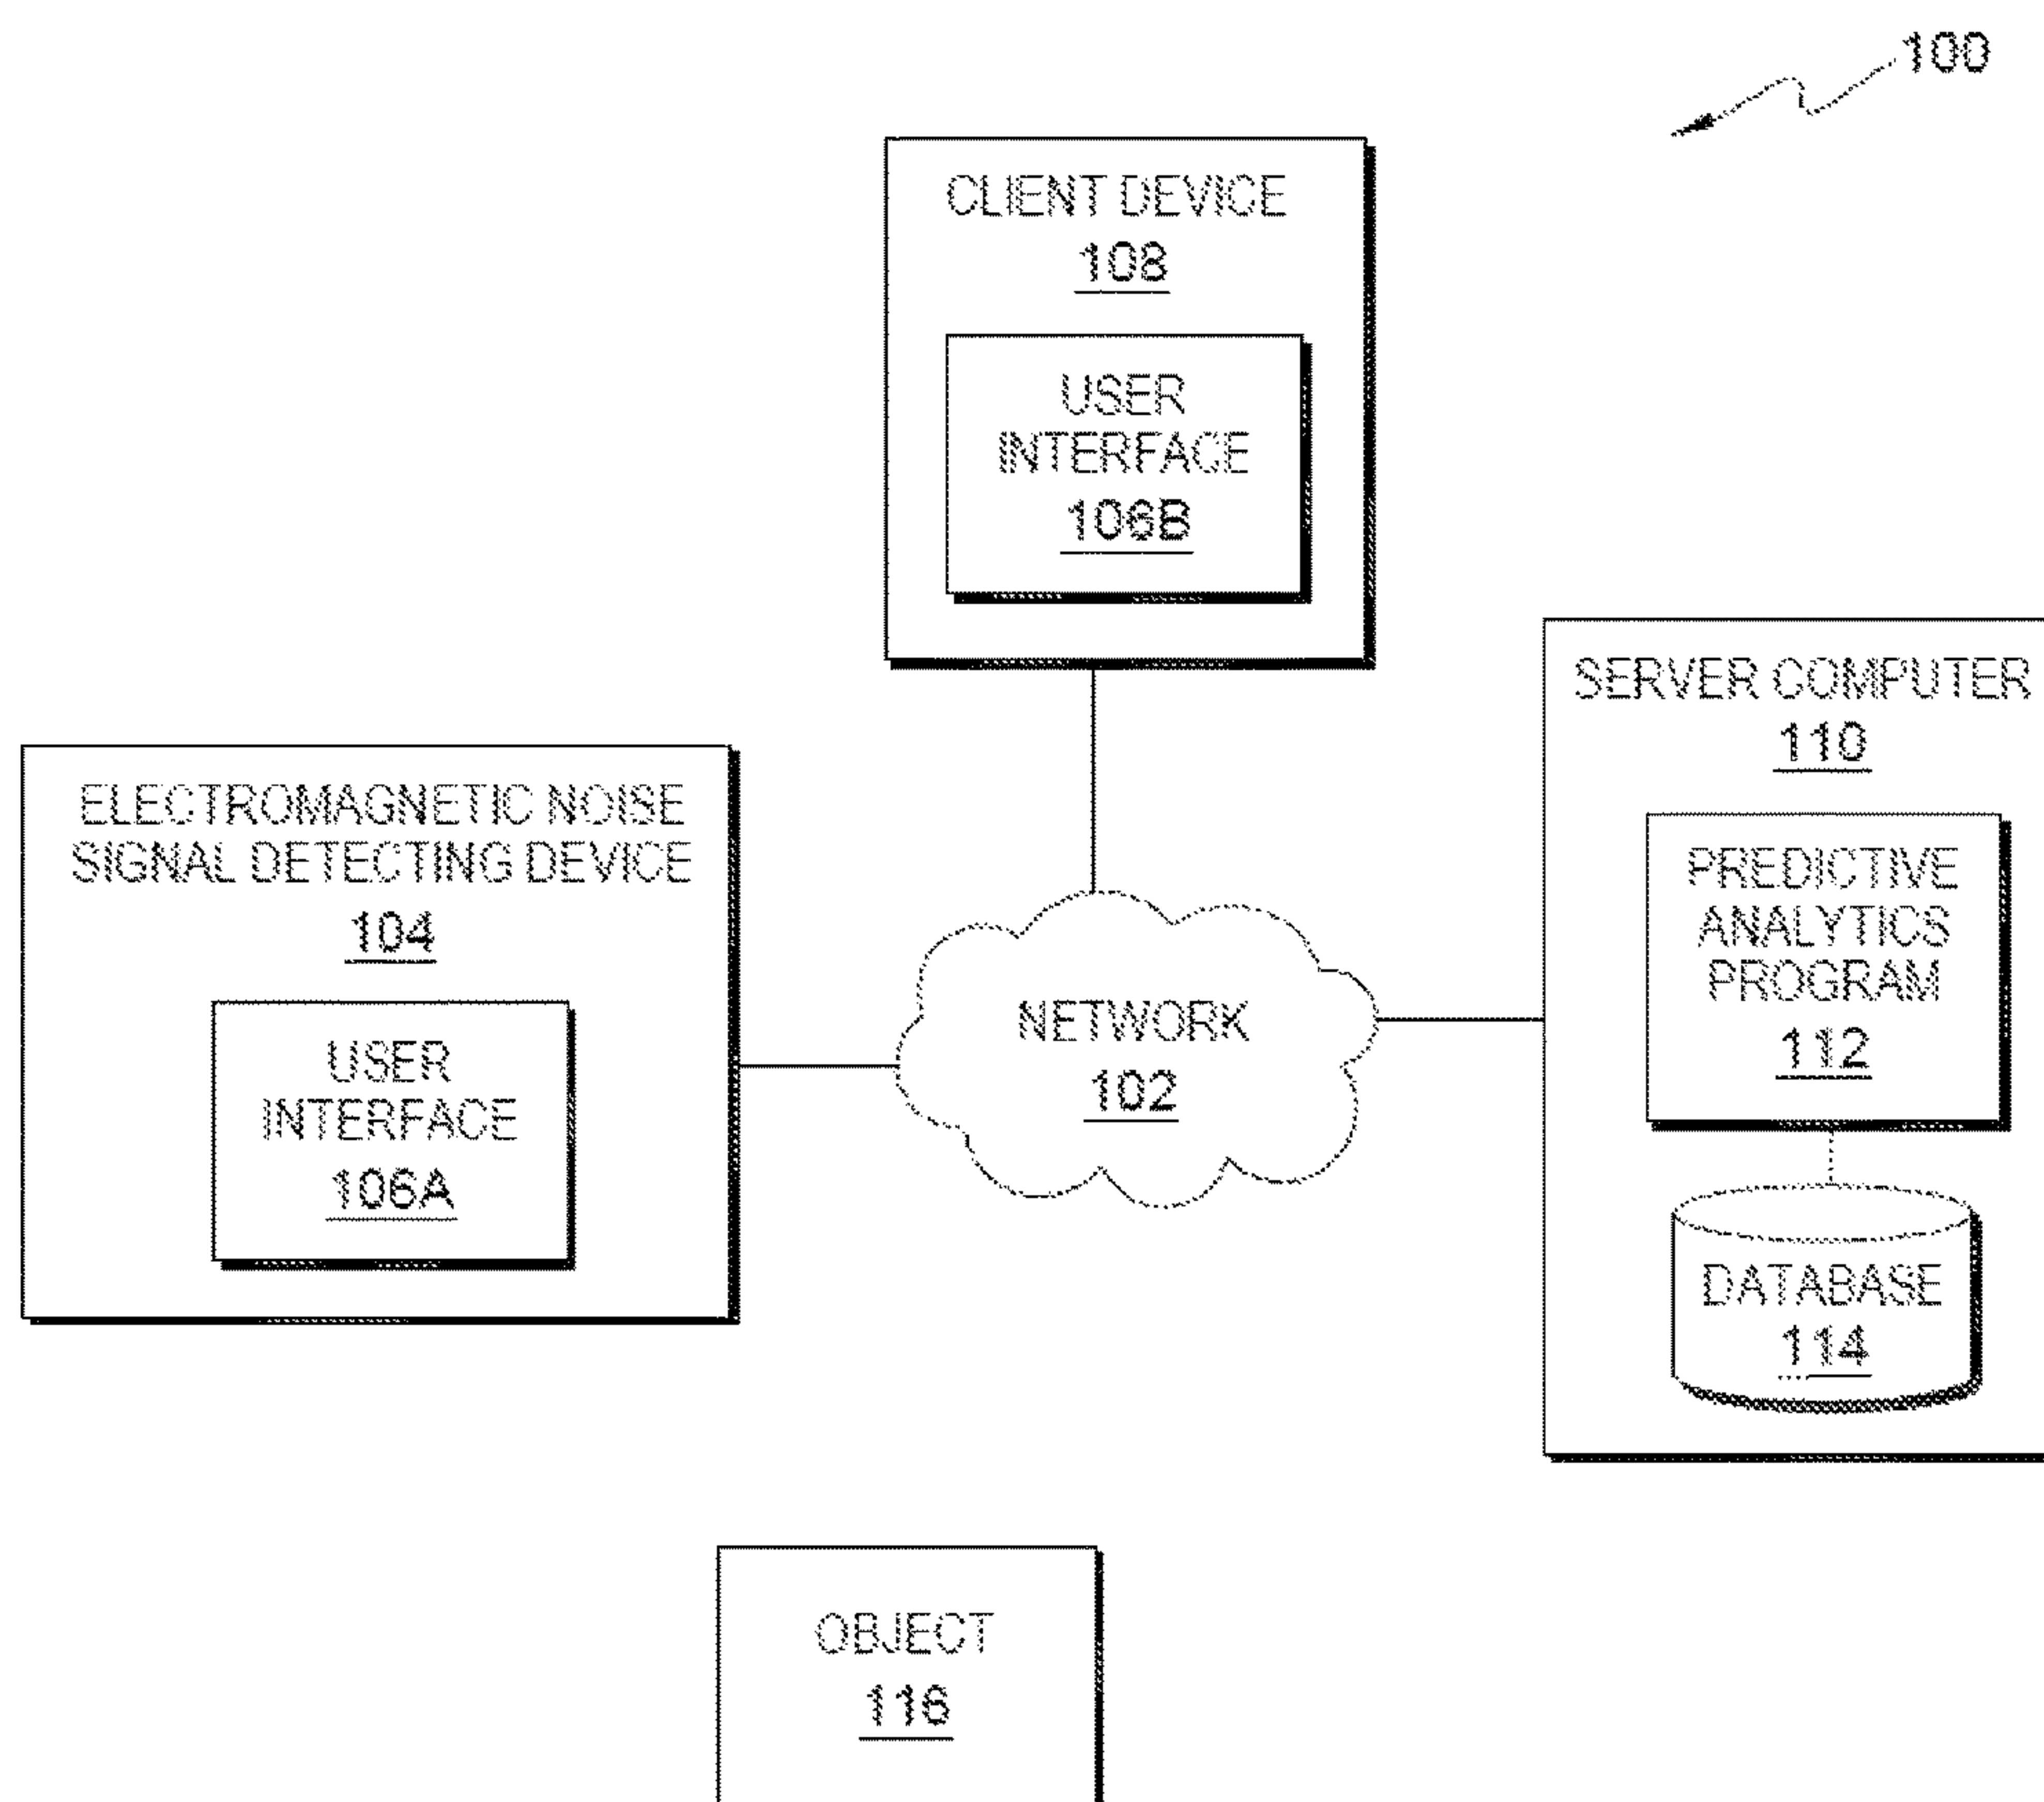 100
CLIENT DEVICE
108
USER
INTERFACE
106B
SERVER COMPUTER
110
PREDICTIVE
ANALYTICS
PROGRAM
112
DATABASE
114
ELECTROMAGNETIC NOISE
SIGNAL DETECTING DEVICE
104
USER
INTERFACE
106A
NETWORK
102
OBJECT
116